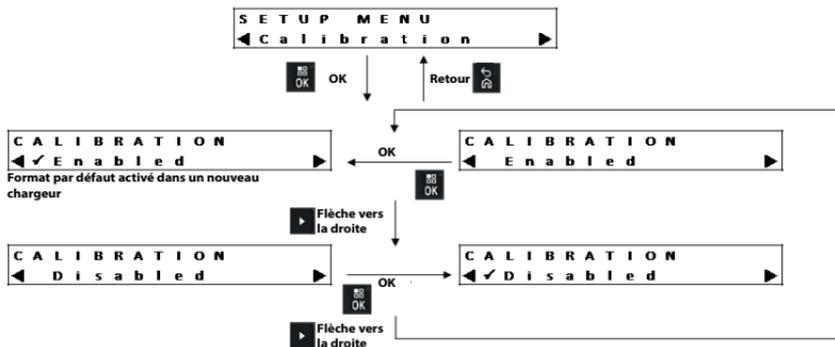 SETUP MENU
◀Calibration ▶
OK
OK
Retour
CALIBRATION
◀✓Enabled ▶
Format par défaut activé dans un nouveau
chargeur
OK
OK
CALIBRATION
◀ Enabled ▶
Flèche vers
la droite
CALIBRATION
◀ Disabled ▶
OK
OK
CALIBRATION
◀✓Disabled ▶
Flèche vers
la droite